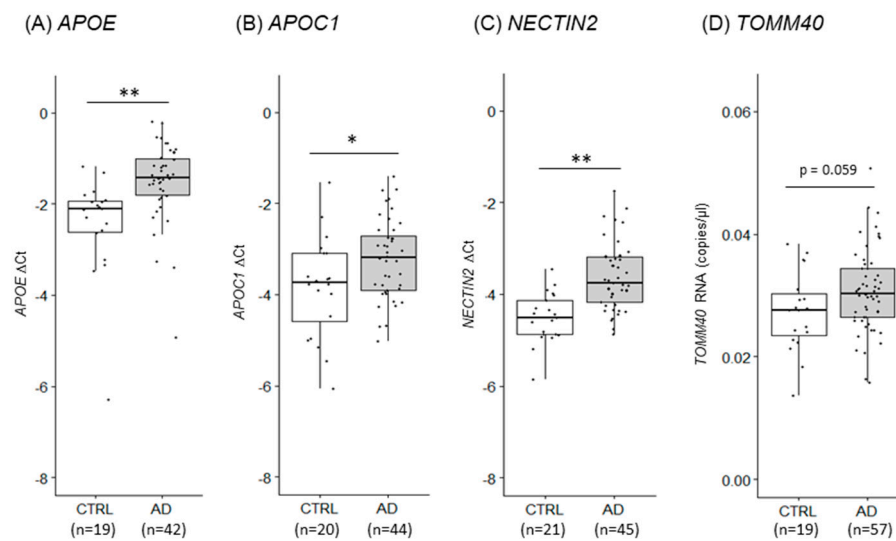 (A) APOE
(B) APOC1
(C) NECTIN2
(D) TOMM40
**
*
**
p = 0.059
APOE ΔCt
0
-2
-4
-6
-8
CTRL
(n=19)
AD
(n=42)
APOC1 ΔCt
0
-2
-4
-6
-8
CTRL
(n=20)
AD
(n=44)
NECTIN2 ΔCt
0
-2
-4
-6
-8
CTRL
(n=21)
AD
(n=45)
TOMM40 RNA (copies/µl)
0.06
0.04
0.02
0.00
CTRL
(n=19)
AD
(n=57)